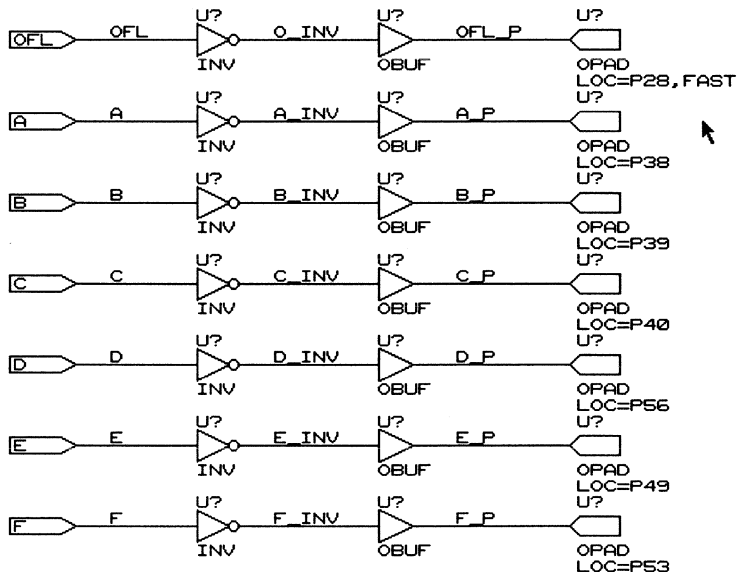 U? U? U?
OFL OFL O_INV OFL_P
INV OBUF OPAD
LOC=P28,FAST
U? U? U?
A A A_INV A_P
INV OBUF OPAD
LOC=P38
U? U? U?
B B B_INV B_P
INV OBUF OPAD
LOC=P39
U? U? U?
C C C_INV C_P
INV OBUF OPAD
LOC=P40
U? U? U?
D D D_INV D_P
INV OBUF OPAD
LOC=P56
U? U? U?
E E E_INV E_P
INV OBUF OPAD
LOC=P49
U? U? U?
F F F_INV F_P
INV OBUF OPAD
LOC=P53